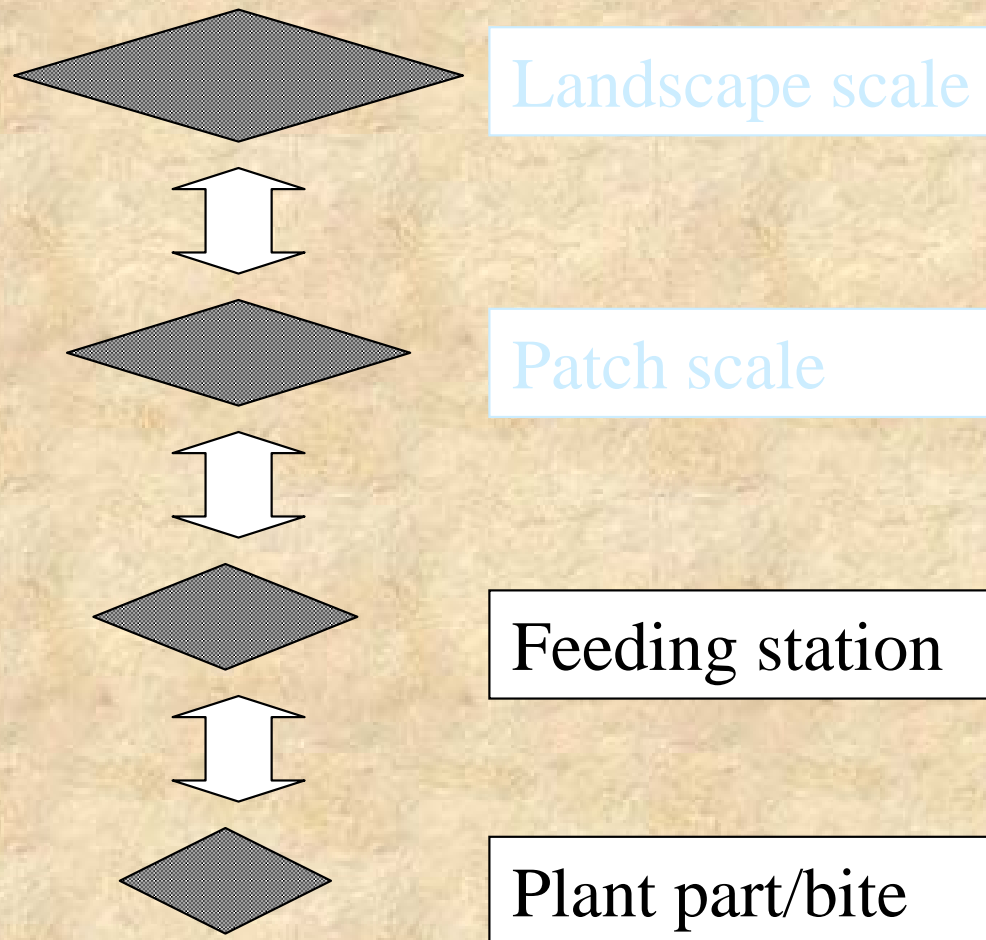 Landscape scale
Patch scale
Feeding station
Plant part/bite